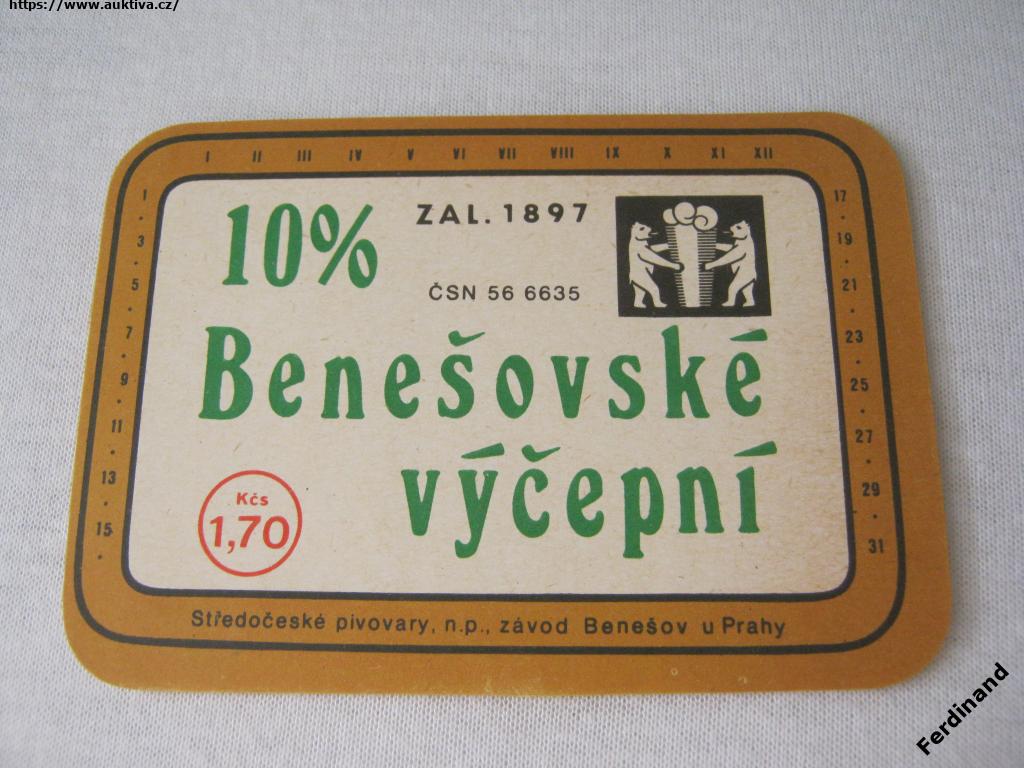 https://www.auktiva.cz/
I II III IV V VI VII VIII IX X XI XII
10% ZAL. 1897
ČSN 56 6635
Benešovské
výčepní
Kčs
1,70
1 · 3 · 5 · 7 · 9 · 11 · 13 · 15 ·
17 · 19 · 21 · 23 · 25 · 27 · 29 · 31
Středočeské pivovary, n.p., závod Benešov u Prahy
Ferdinand